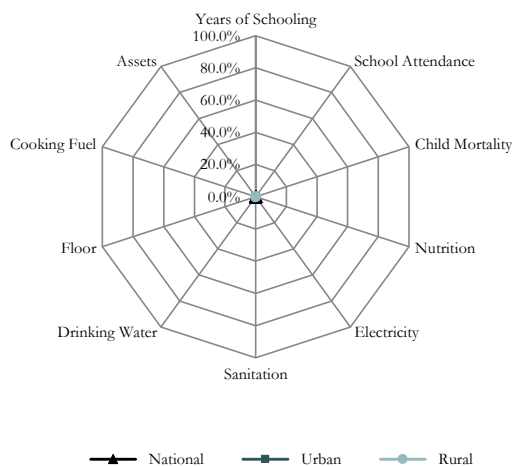 Years of Schooling
100.0%
Assets
School Attendance
80.0%
60.0%
40.0%
Cooking Fuel
Child Mortality
20.0%
0.0%
Floor
Nutrition
Drinking Water
Electricity
Sanitation
National Urban Rural